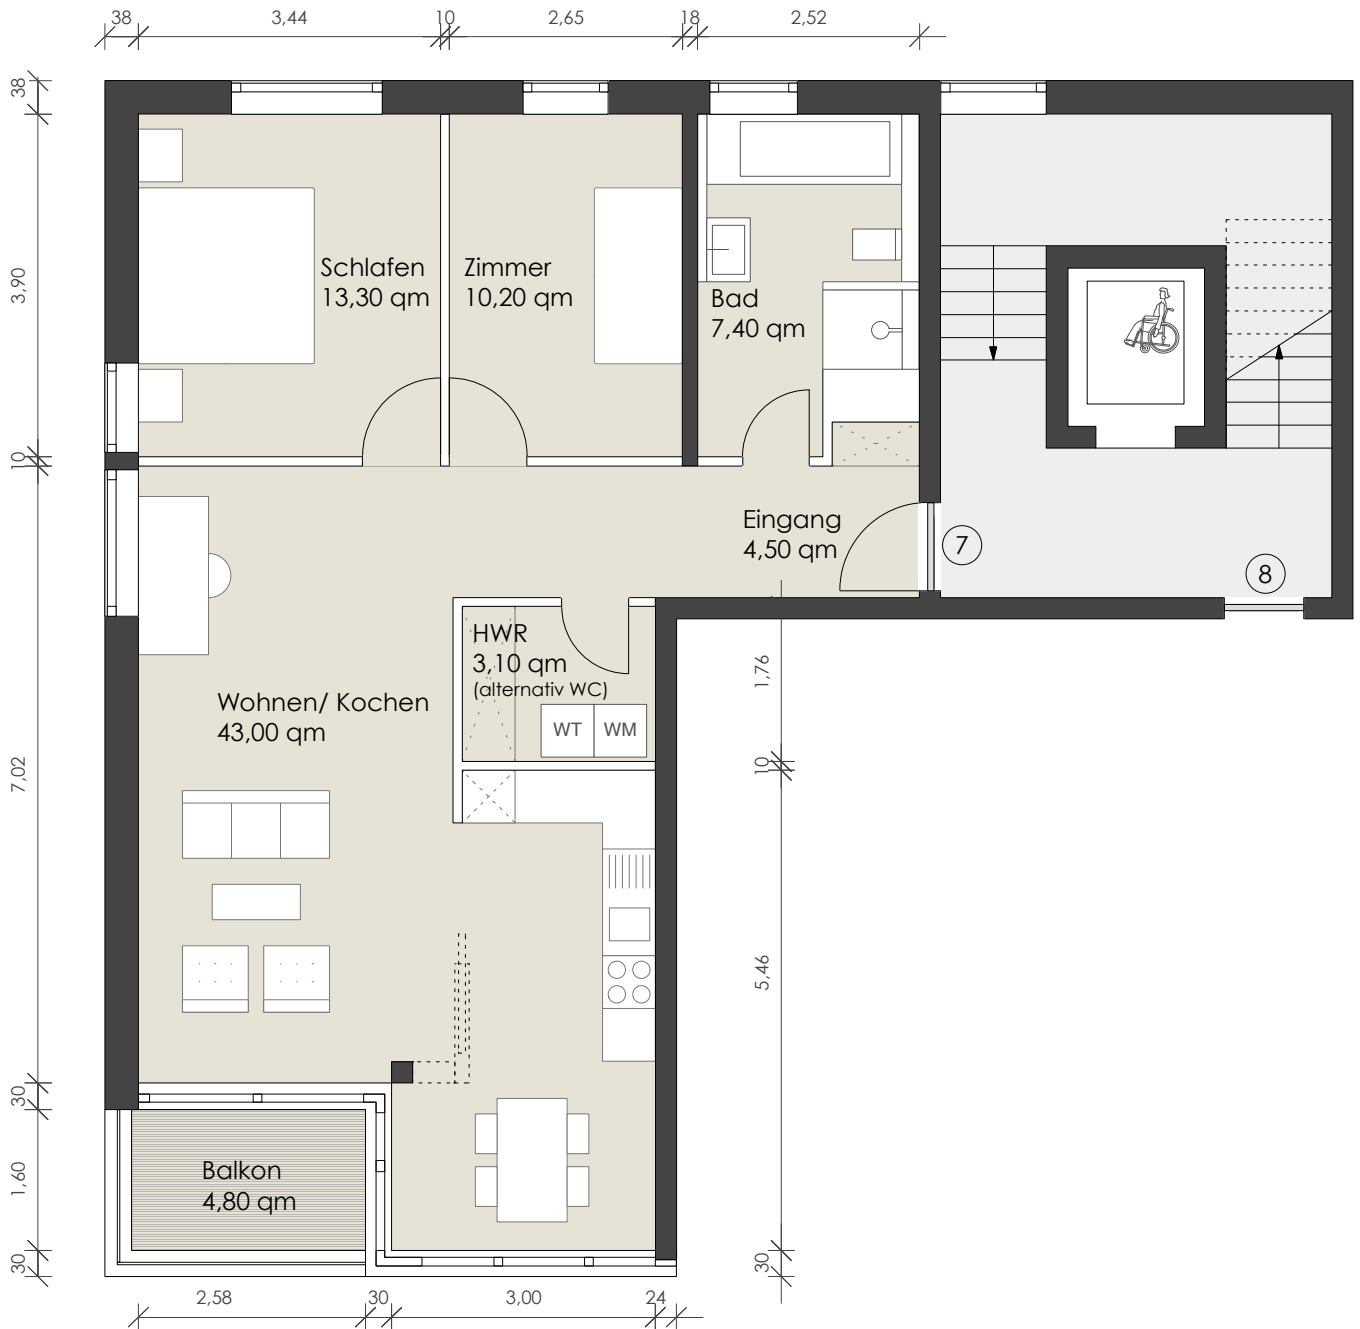 38
3,44
10
2,65
18
2,52
38
3,90
10
7,02
30
1,60
30
Schlafen
13,30 qm
Zimmer
10,20 qm
Bad
7,40 qm
Eingang
4,50 qm
7
8
HWR
3,10 qm
(alternativ WC)
WT
WM
Wohnen/ Kochen
43,00 qm
1,76
10
5,46
30
Balkon
4,80 qm
2,58
30
3,00
24